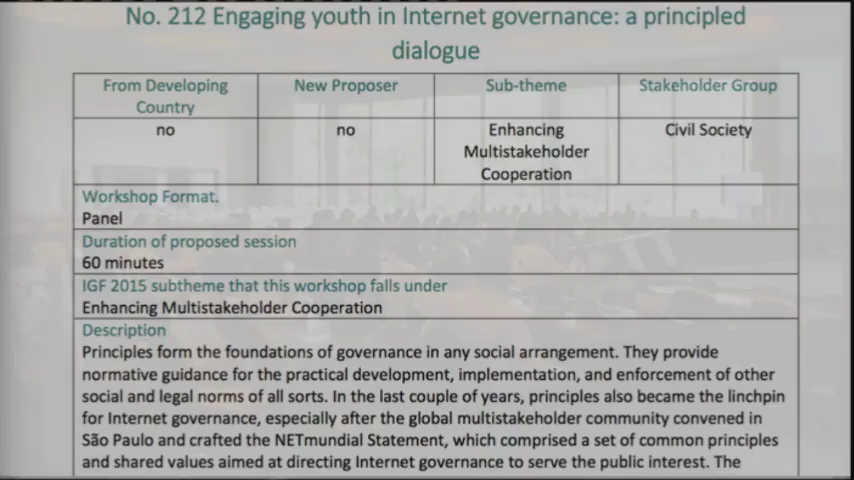 No. 212 Engaging youth in Internet governance: a principled
dialogue
From Developing
Country
New Proposer
Sub-theme
Stakeholder Group
no
no
Enhancing
Multistakeholder
Cooperation
Civil Society
Workshop Format.
Panel
Duration of proposed session
60 minutes
IGF 2015 subtheme that this workshop falls under
Enhancing Multistakeholder Cooperation
Description
Principles form the foundations of governance in any social arrangement. They provide
normative guidance for the practical development, implementation, and enforcement of other
social and legal norms of all sorts. In the last couple of years, principles also became the linchpin
for Internet governance, especially after the global multistakeholder community convened in
São Paulo and crafted the NETmundial Statement, which comprised a set of common principles
and shared values aimed at directing Internet governance to serve the public interest. The